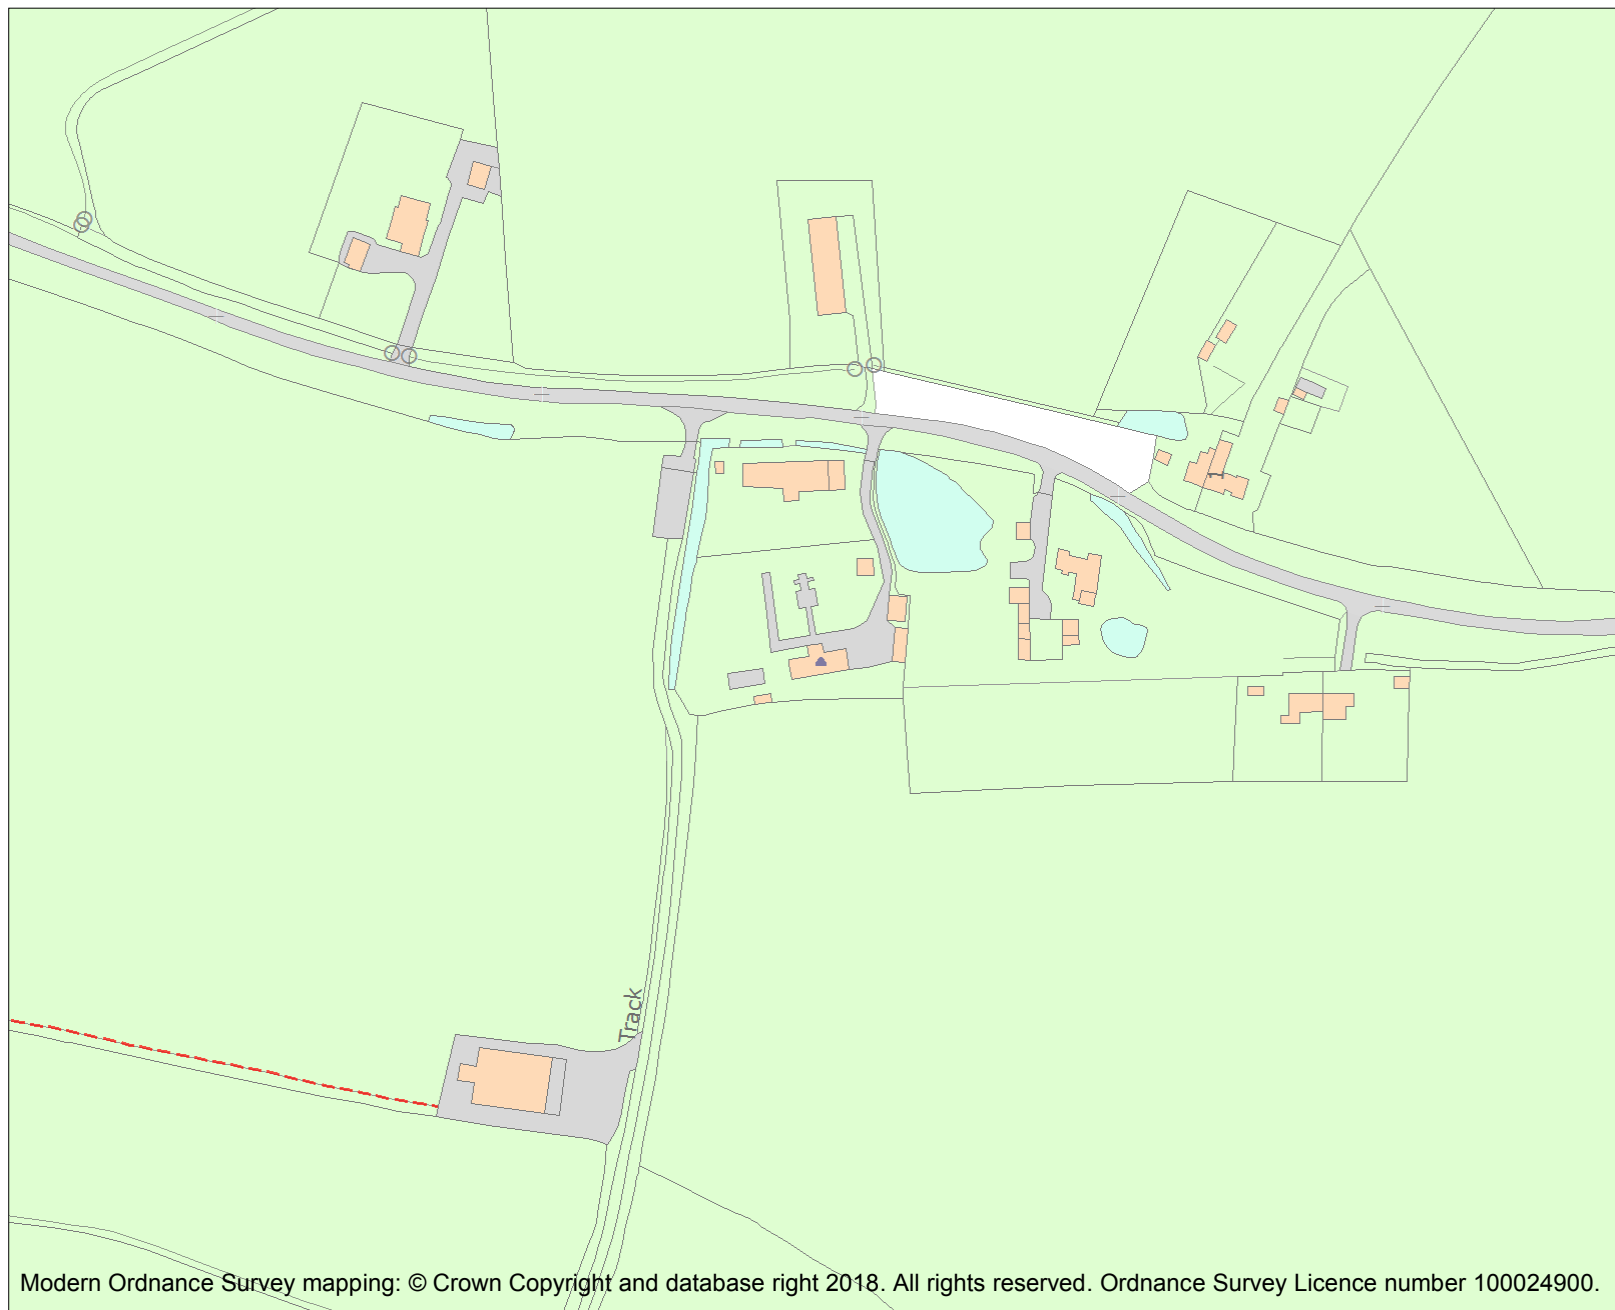 Track
Modern Ordnance Survey mapping: © Crown Copyright and database right 2018. All rights reserved. Ordnance Survey Licence number 100024900.